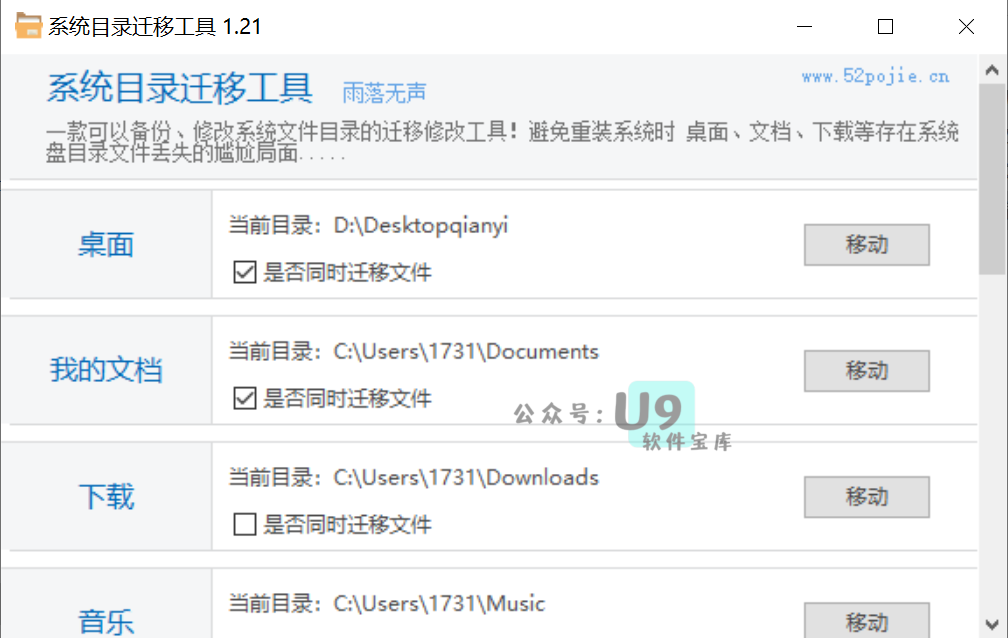 系统目录迁移工具 1.21
系统目录迁移工具 雨落无声 www.52pojie.cn
一款可以备份、修改系统文件目录的迁移修改工具！避免重装系统时 桌面、文档、下载等存在系统
盘目录文件丢失的尴尬局面.....
桌面
当前目录：D:\Desktopqianyi
是否同时迁移文件
移动
我的文档
当前目录：C:\Users\1731\Documents
是否同时迁移文件
移动
公众号：U9
软件宝库
下载
当前目录：C:\Users\1731\Downloads
是否同时迁移文件
移动
音乐
当前目录：C:\Users\1731\Music
移动